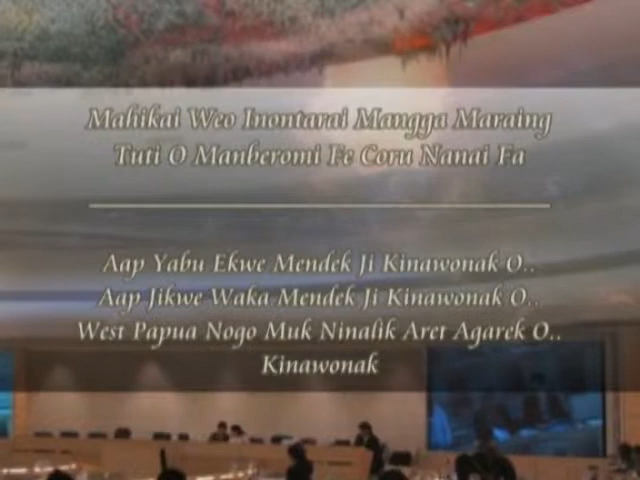 Mahikai Weo Inontarai Mangga Maraing
Tuti O Manberomi Fe Coru Nanai Fa
Aap Yabu Ekwe Mendek Ji Kinawonak O..
Aap Jikwe Waka Mendek Ji Kinawonak O..
West Papua Nogo Muk Ninalik Aret Agarek O..
Kinawonak